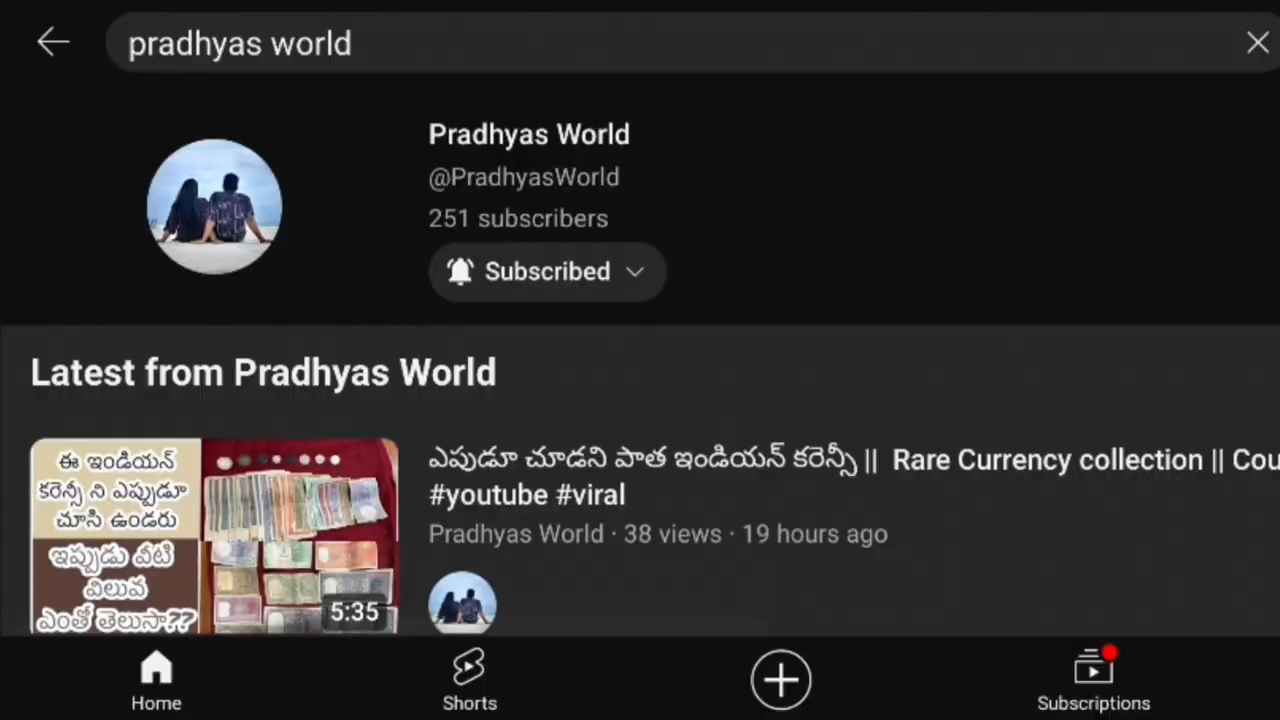 pradhyas world
Pradhyas World
@PradhyasWorld
251 subscribers
Subscribed
Latest from Pradhyas World
ఈ ఇండియన్
కరెన్సీ ని ఎప్పుడూ
చూసి ఉండరు
ఇప్పుడు వీటి
విలువ
ఎంతో తెలుసా??
5:35
ఎపుడూ చూడని పాత ఇండియన్ కరెన్సీ || Rare Currency collection || Cou
#youtube #viral
Pradhyas World · 38 views · 19 hours ago
Home
Shorts
Subscriptions